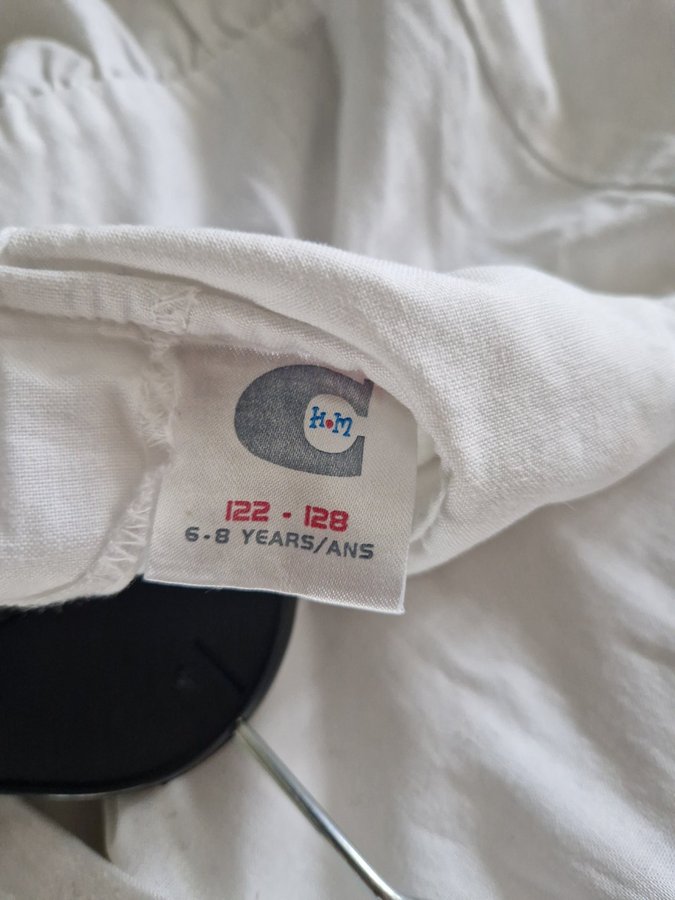 C
H·M
122 - 128
6-8 YEARS/ANS